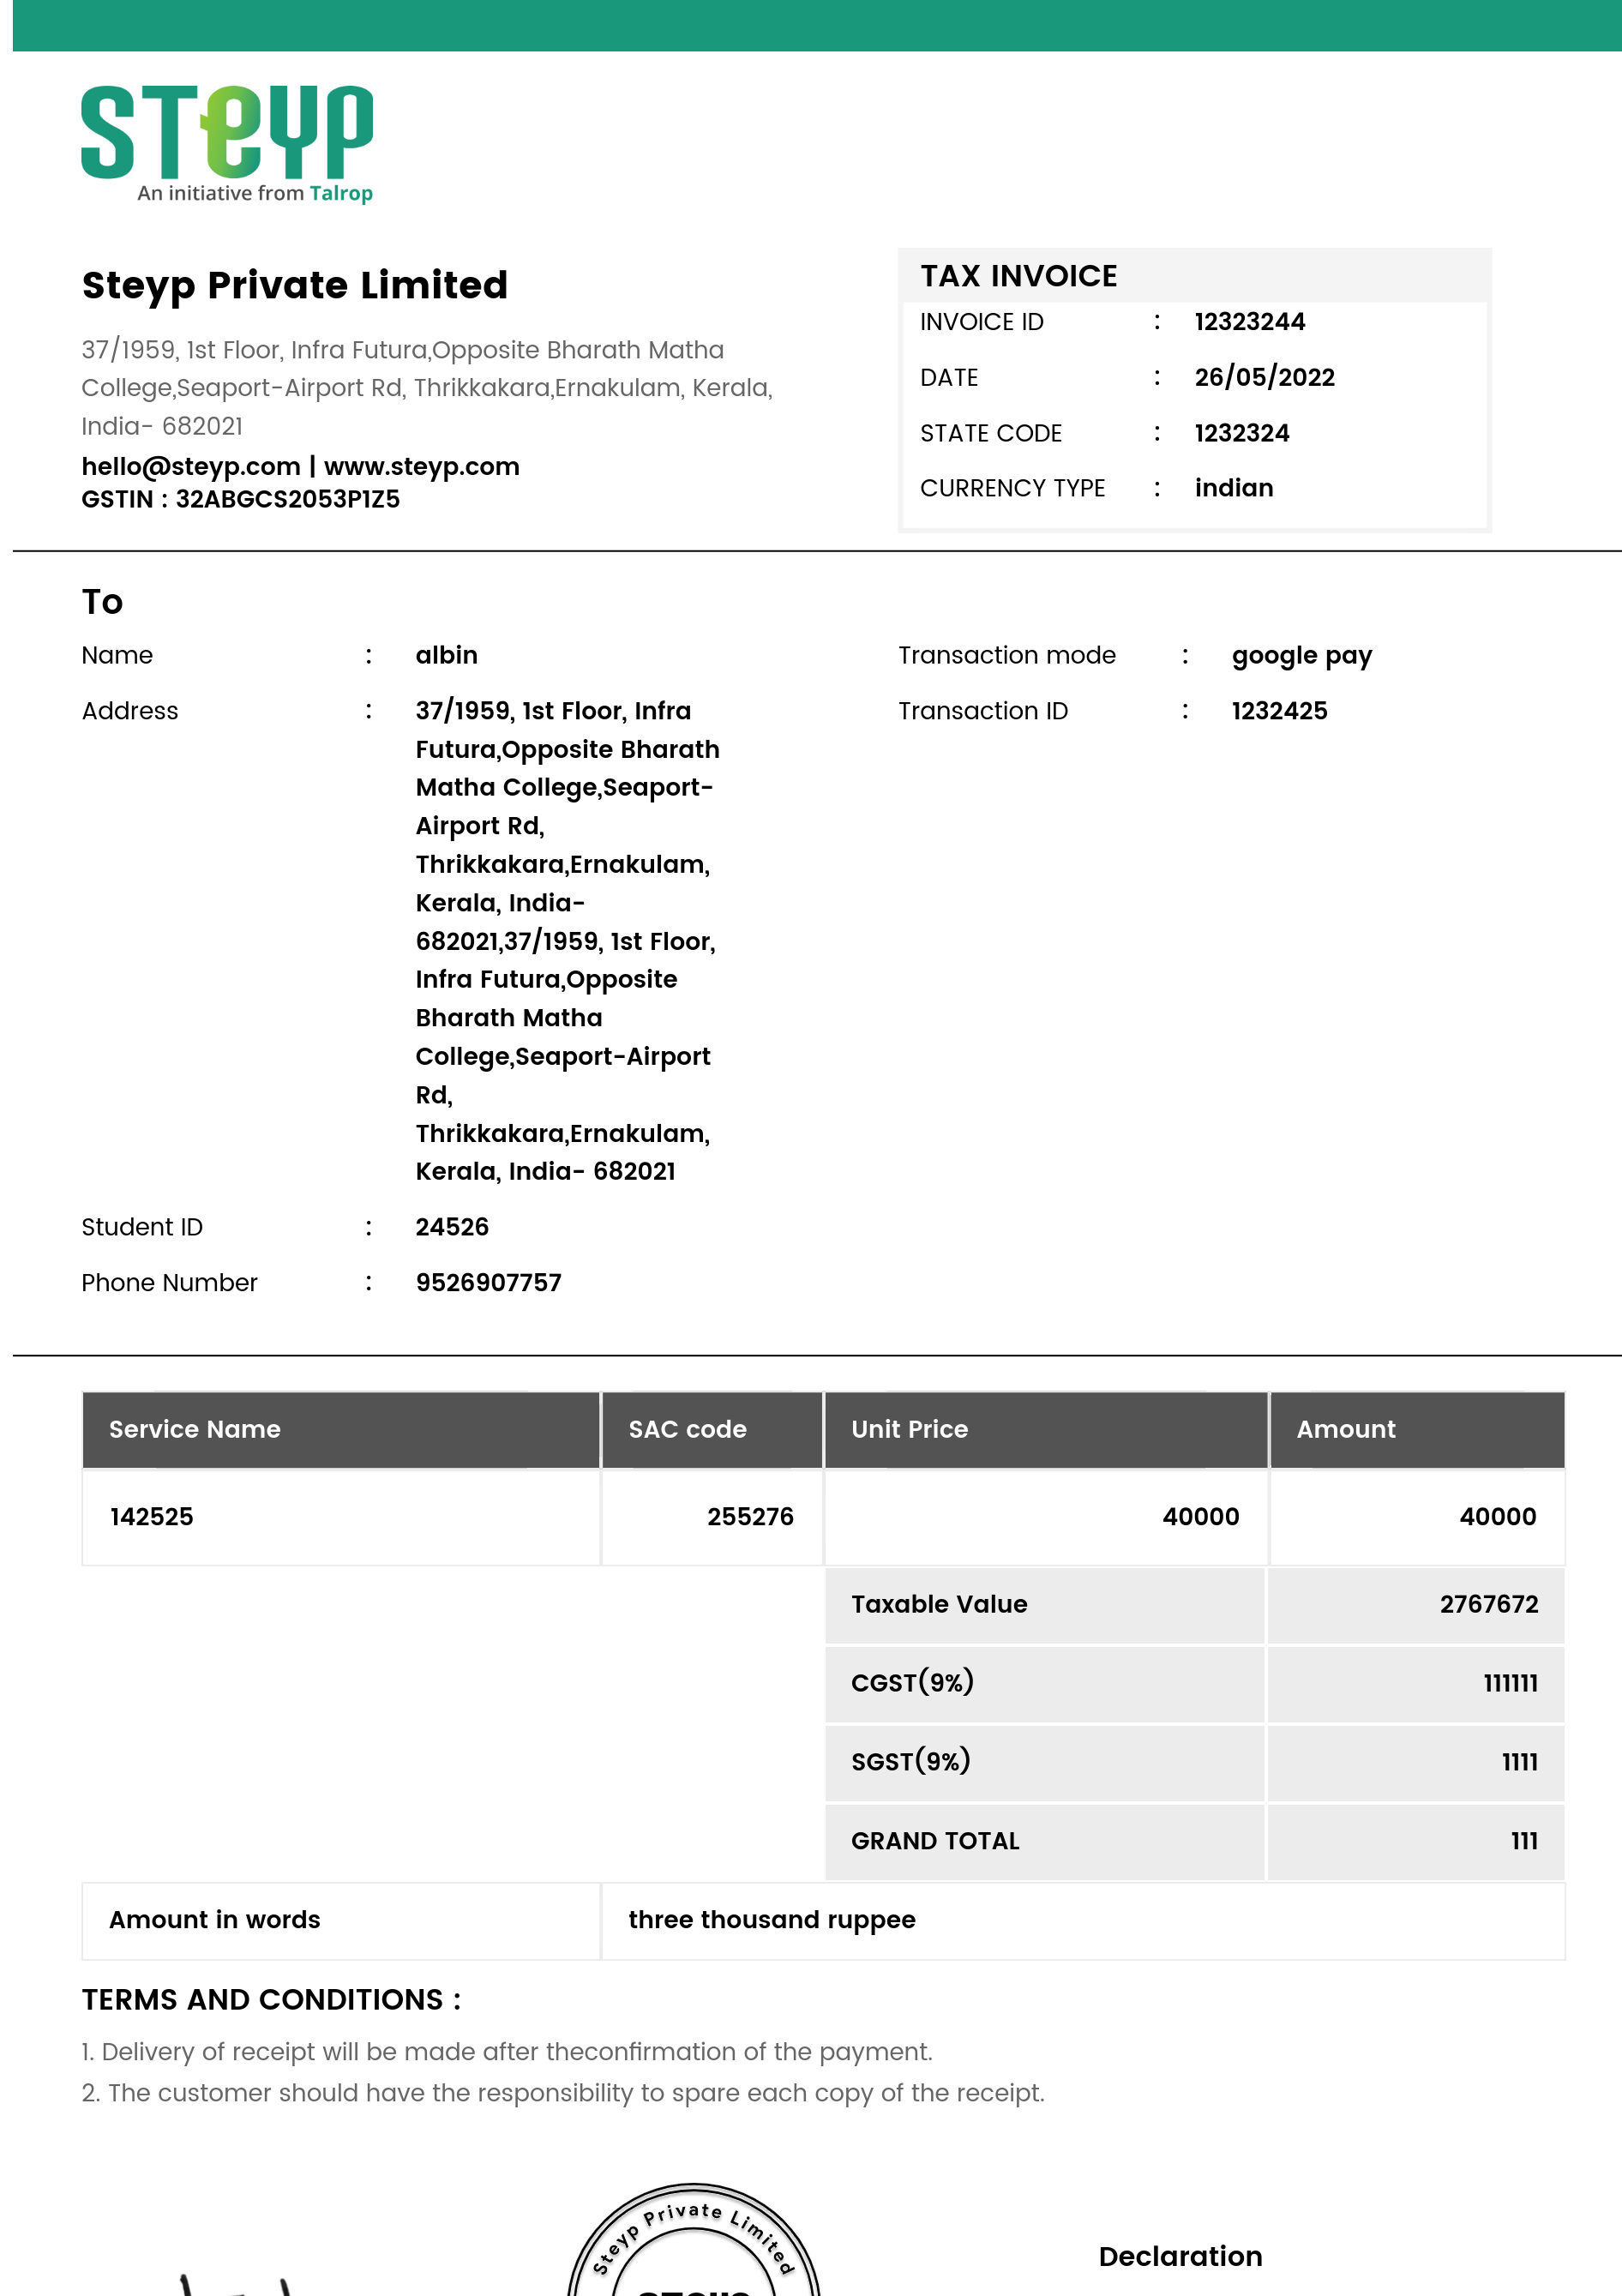 STeyp
An initiative from Talrop
Steyp Private Limited
37/1959, 1st Floor, Infra Futura,Opposite Bharath Matha
College,Seaport-Airport Rd, Thrikkakara,Ernakulam, Kerala,
India- 682021
hello@steyp.com | www.steyp.com
GSTIN : 32ABGCS2053P1Z5
TAX INVOICE
INVOICE ID : 12323244
DATE : 26/05/2022
STATE CODE : 1232324
CURRENCY TYPE : indian
To
Name : albin
Address : 37/1959, 1st Floor, Infra
Futura,Opposite Bharath
Matha College,Seaport-
Airport Rd,
Thrikkakara,Ernakulam,
Kerala, India-
682021,37/1959, 1st Floor,
Infra Futura,Opposite
Bharath Matha
College,Seaport-Airport
Rd,
Thrikkakara,Ernakulam,
Kerala, India- 682021
Student ID : 24526
Phone Number : 9526907757
Transaction mode : google pay
Transaction ID : 1232425
Service Name SAC code Unit Price Amount
142525 255276 40000 40000
Taxable Value 2767672
CGST(9%) 111111
SGST(9%) 1111
GRAND TOTAL 111
Amount in words three thousand ruppee
TERMS AND CONDITIONS :
1. Delivery of receipt will be made after theconfirmation of the payment.
2. The customer should have the responsibility to spare each copy of the receipt.
Steyp Private Limited
Declaration